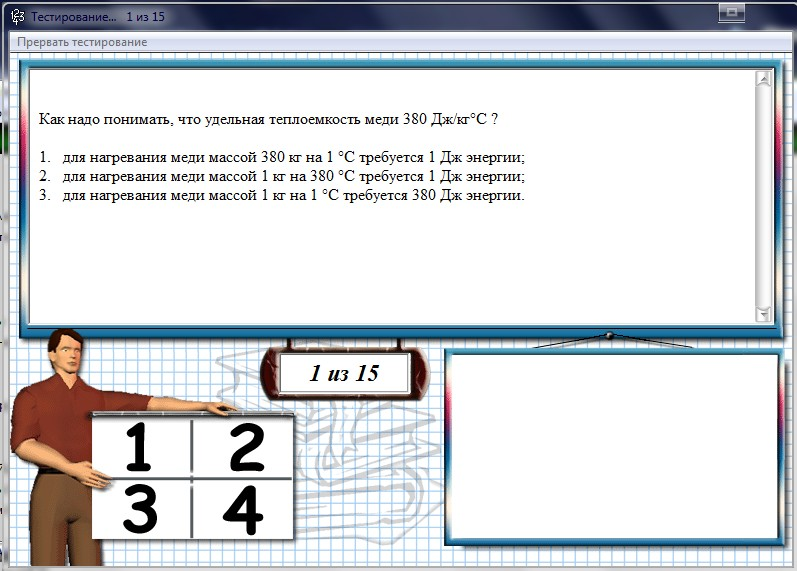 Тестирование... 1 из 15
Прервать тестирование
Как надо понимать, что удельная теплоемкость меди 380 Дж/кг°С ?
1. для нагревания меди массой 380 кг на 1 °С требуется 1 Дж энергии;
2. для нагревания меди массой 1 кг на 380 °С требуется 1 Дж энергии;
3. для нагревания меди массой 1 кг на 1 °С требуется 380 Дж энергии.
1 из 15
1 2
3 4